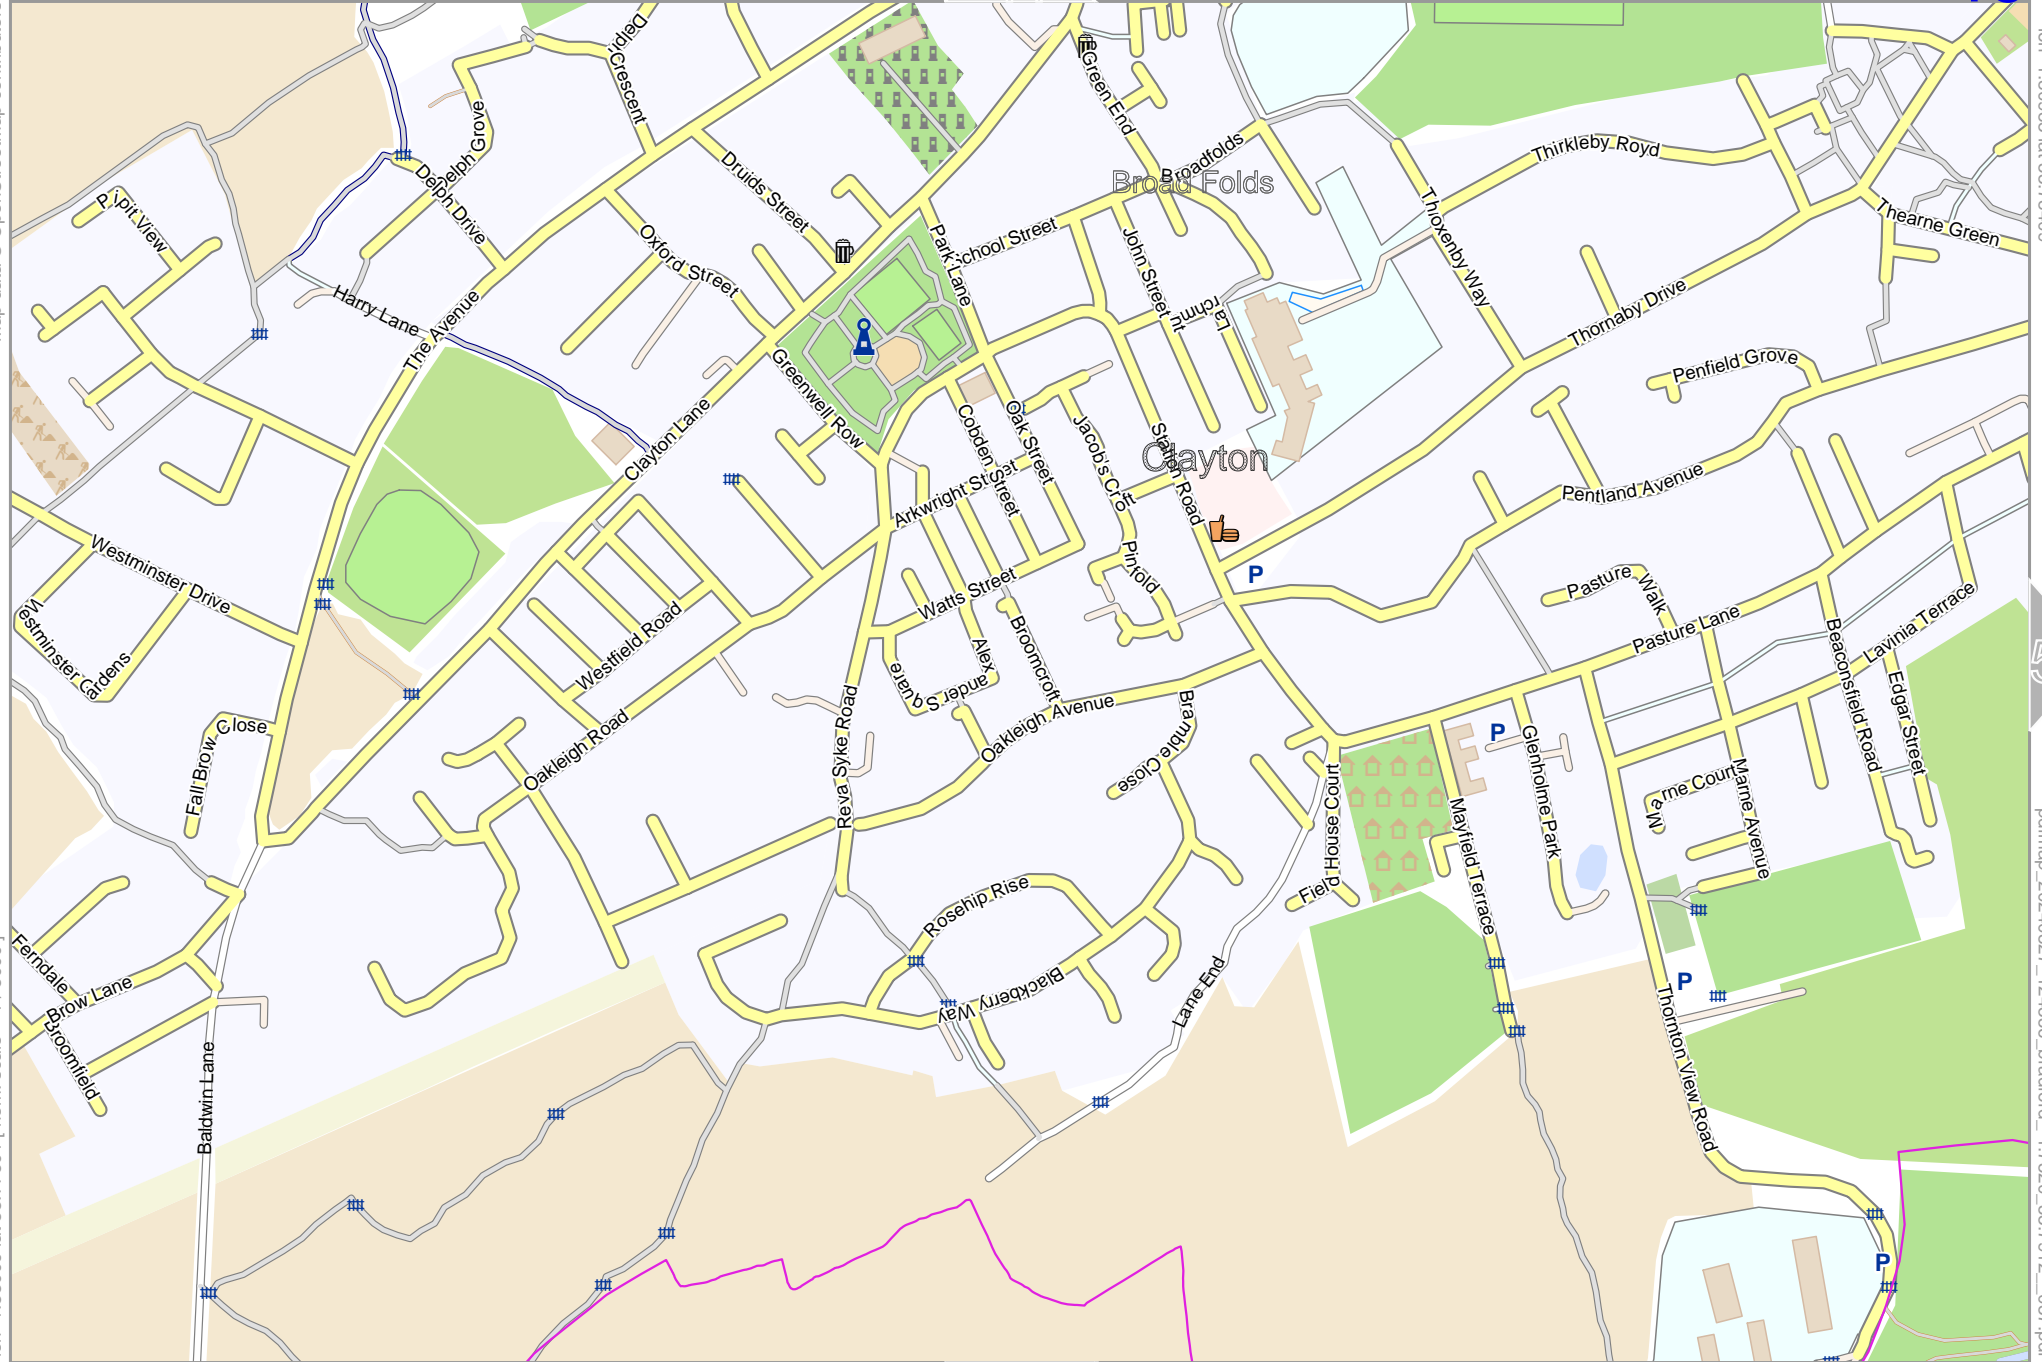 Delph
Crescent
Green End
Delph Grove
Broadfolds
Thirkleby Royd
Broad Folds
Druids Street
Delph Drive
Pipit View
Thearne Green
School Street
Park Lane
John Street
Oxford Street
Thoxenby Way
Harry Lane
The Avenue
Thornaby Drive
Penfield Grove
Greenwell Row
Clayton Lane
Cobden Street
Oak Street
Jacob's Croft
Station Road
Clayton
Arkwright Street
Pentland Avenue
Westminster Drive
Pinfold
P
Watts Street
Pasture Walk
Pasture Lane
Lavinia Terrace
Westfield Road
Westminster Gardens
Alexander Square
Broomcroft
Beaconsfield Road
Edgar Street
Oakleigh Avenue
Oakleigh Road
Reva Syke Road
Bramble Close
Fall Brow Close
P
Glenholme Park
Marne Court
Marne Avenue
Mayfield Terrace
Field House Court
Rosehip Rise
Blackberry Way
Lane End
P
Ferndale
Brow Lane
Broomfield
Baldwin Lane
Thornton View Road
P